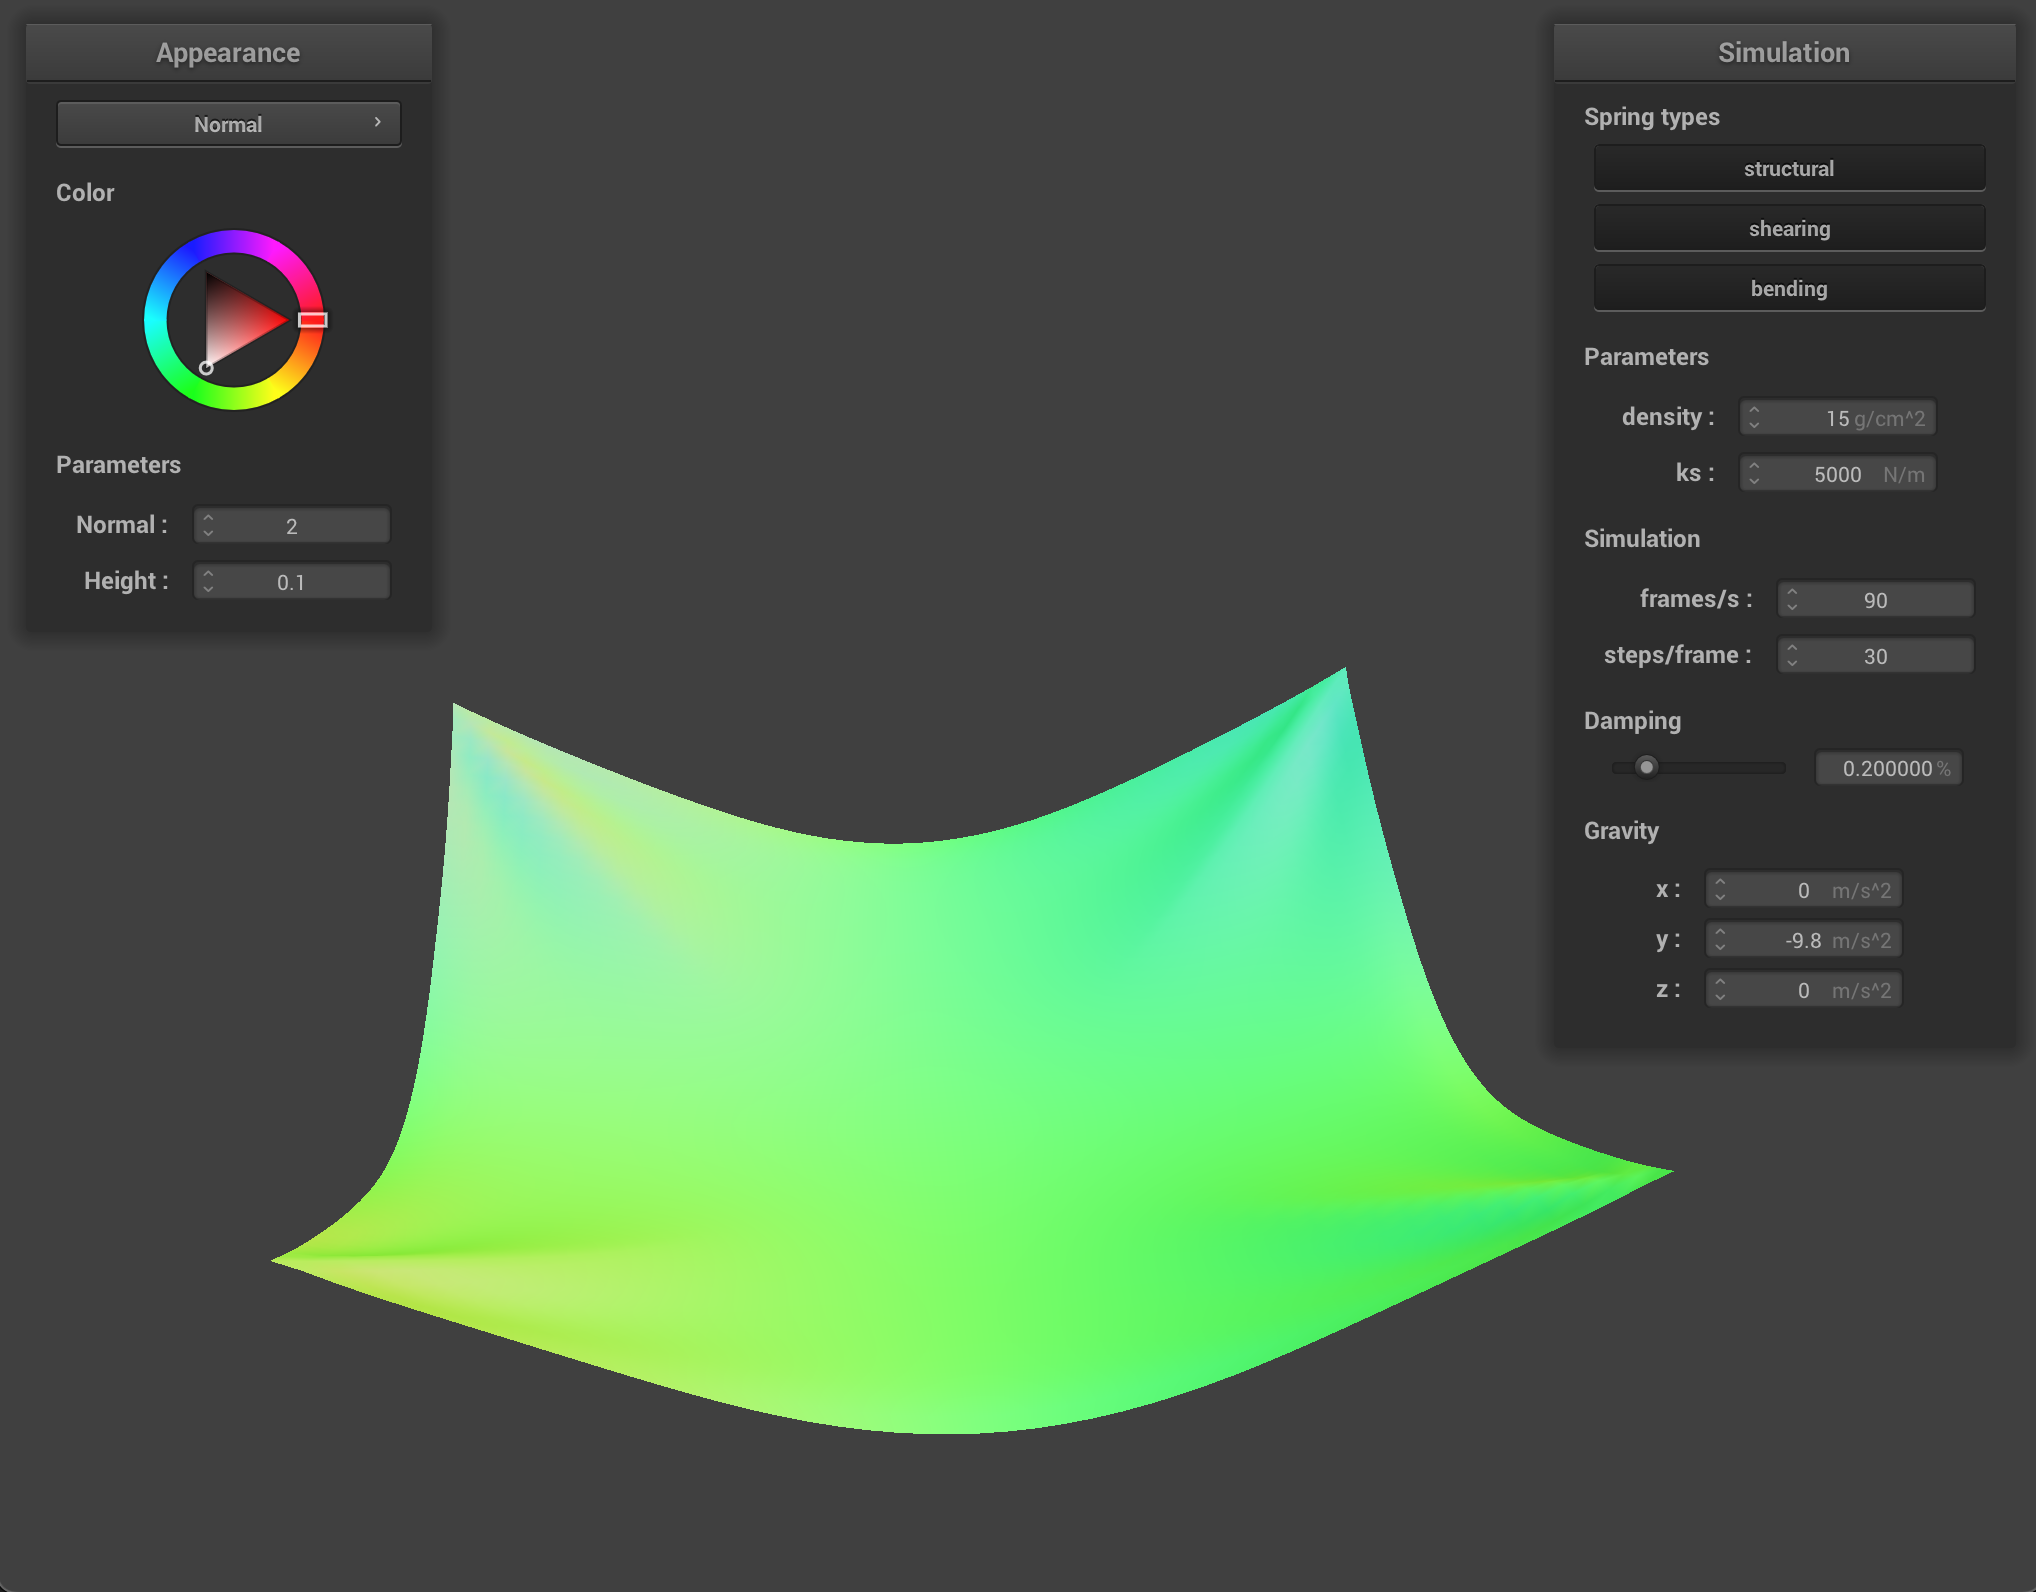 Appearance
Normal
Color
Parameters
Normal : 2
Height : 0.1
Simulation
Spring types
structural
shearing
bending
Parameters
density : 15 g/cm^2
ks : 5000 N/m
Simulation
frames/s : 90
steps/frame : 30
Damping
0.200000 %
Gravity
x : 0 m/s^2
y : -9.8 m/s^2
z : 0 m/s^2